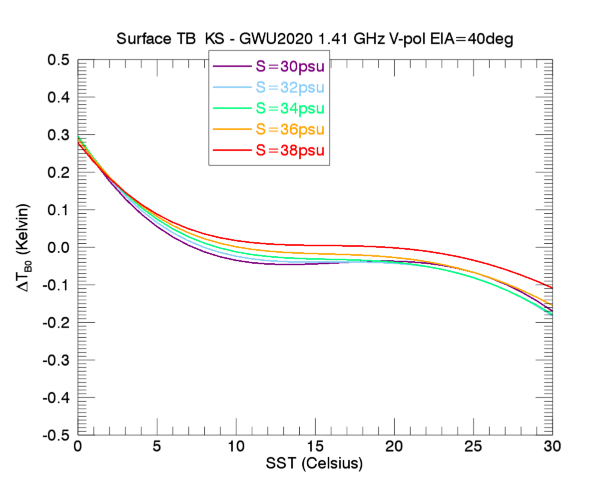 Surface TB  KS - GWU2020 1.41 GHz V-pol EIA=40deg
S=30psu
S=32psu
S=34psu
S=36psu
S=38psu
0.5
0.4
0.3
0.2
0.1
0.0
-0.1
-0.2
-0.3
-0.4
-0.5
ΔT_B0 (Kelvin)
0 5 10 15 20 25 30
SST (Celsius)